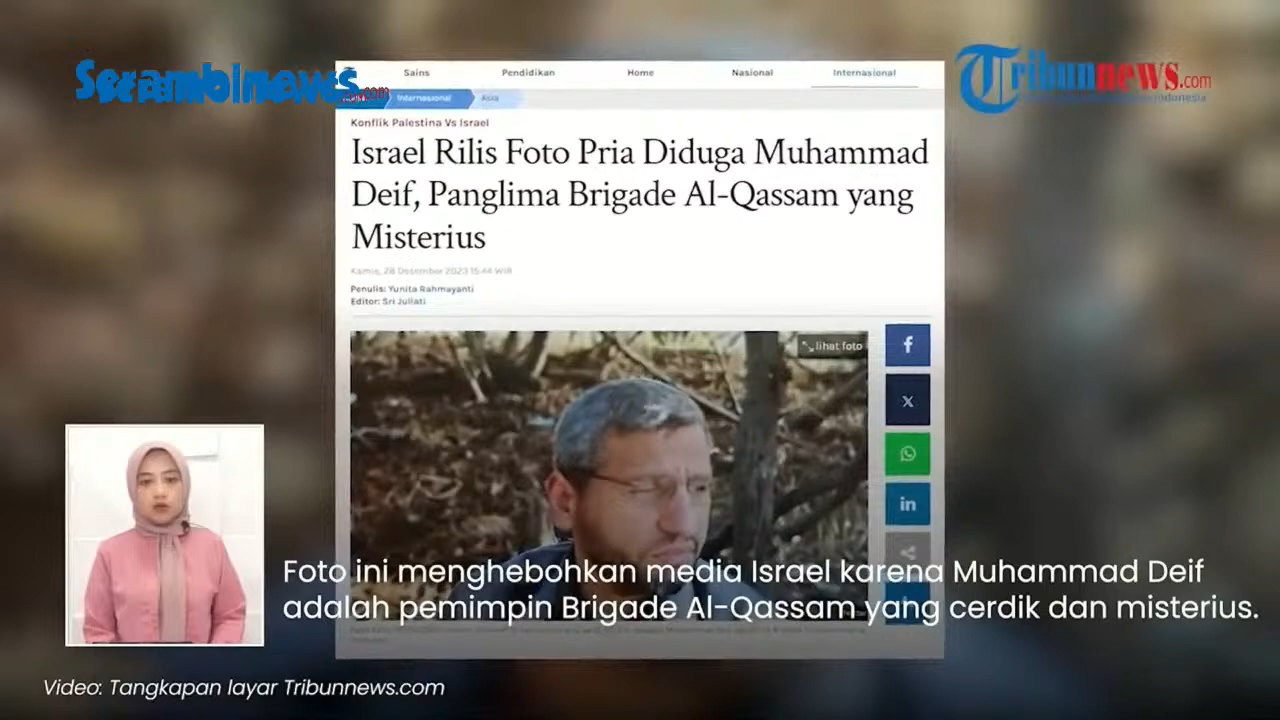 Serambinews.com
Tribunnews.com
Sains Pendidikan Home Nasional Internasional
Internasional Asia
Konflik Palestina Vs Israel
Israel Rilis Foto Pria Diduga Muhammad
Deif, Panglima Brigade Al-Qassam yang
Misterius
Kamis, 28 Desember 2023 15:44 WIB
Penulis: Yunita Rahmayanti
Editor: Sri Juliati
lihat foto
Foto ini menghebohkan media Israel karena Muhammad Deif
adalah pemimpin Brigade Al-Qassam yang cerdik dan misterius.
Video: Tangkapan layar Tribunnews.com